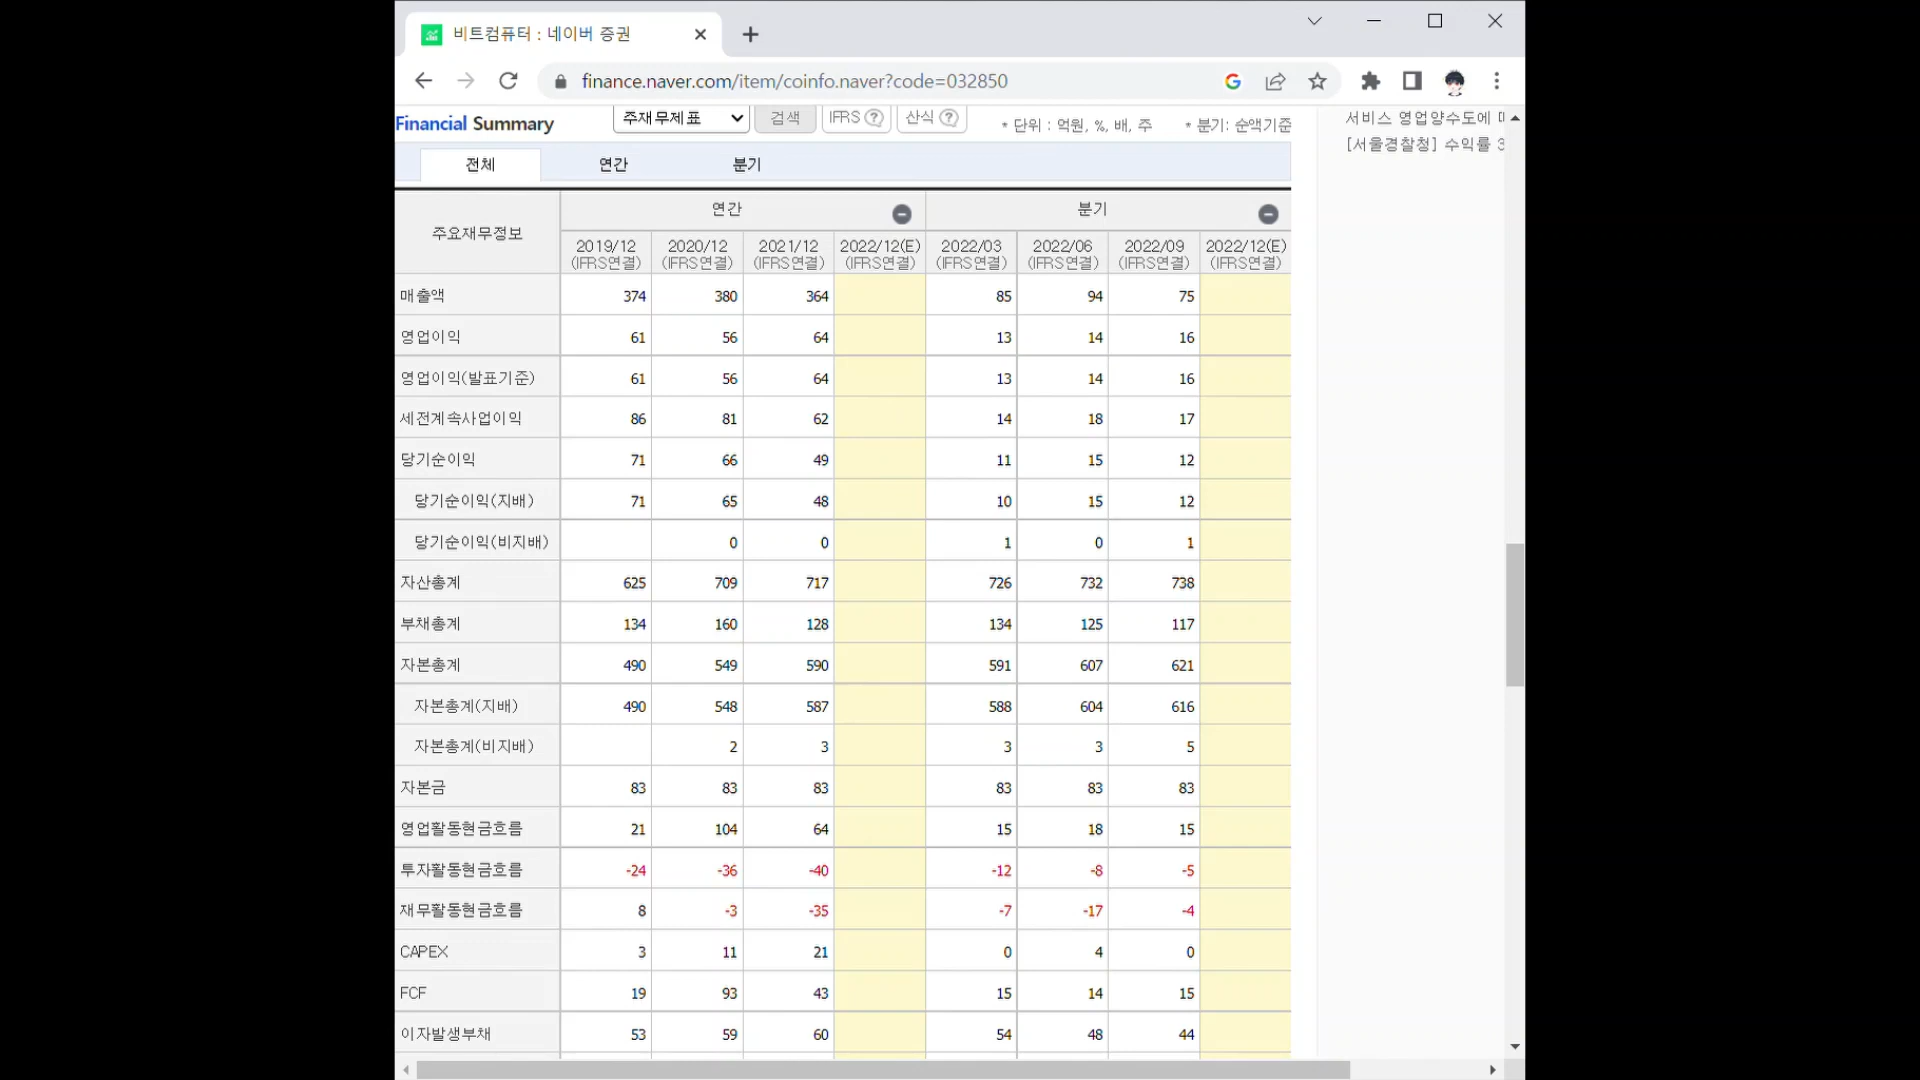 비트컴퓨터 : 네이버 증권
finance.naver.com/item/coinfo.naver?code=032850
Financial Summary 주재무제표 검색 IFRS ? 산식 ? * 단위 : 억원, %, 배, 주 * 분기: 순액기준
서비스 영업양수도에
[서울경찰청] 수익률 3
전체 연간 분기
주요재무정보 연간 분기
2019/12 2020/12 2021/12 2022/12(E) 2022/03 2022/06 2022/09 2022/12(E)
(IFRS연결) (IFRS연결) (IFRS연결) (IFRS연결) (IFRS연결) (IFRS연결) (IFRS연결) (IFRS연결)
매출액 374 380 364 85 94 75
영업이익 61 56 64 13 14 16
영업이익(발표기준) 61 56 64 13 14 16
세전계속사업이익 86 81 62 14 18 17
당기순이익 71 66 49 11 15 12
당기순이익(지배) 71 65 48 10 15 12
당기순이익(비지배) 0 0 1 0 1
자산총계 625 709 717 726 732 738
부채총계 134 160 128 134 125 117
자본총계 490 549 590 591 607 621
자본총계(지배) 490 548 587 588 604 616
자본총계(비지배) 2 3 3 3 5
자본금 83 83 83 83 83 83
영업활동현금흐름 21 104 64 15 18 15
투자활동현금흐름 -24 -36 -40 -12 -8 -5
재무활동현금흐름 8 -3 -35 -7 -17 -4
CAPEX 3 11 21 0 4 0
FCF 19 93 43 15 14 15
이자발생부채 53 59 60 54 48 44